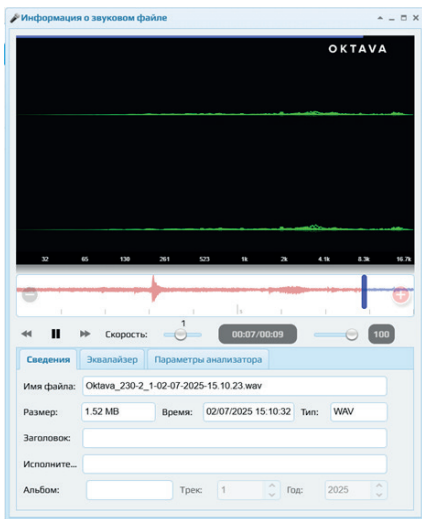 Информация о звуковом файле
OKTAVA
32 65 130 261 523 1k 2k 4.1k 8.3k 16.7k
1
Скорость: 00:07/00:09 100
Сведения Эквалайзер Параметры анализатора
Имя файла: Oktava_230-2_1-02-07-2025-15.10.23.wav
Размер: 1.52 MB Время: 02/07/2025 15:10:32 Тип: WAV
Заголовок:
Исполните...
Альбом: Трек: 1 Год: 2025